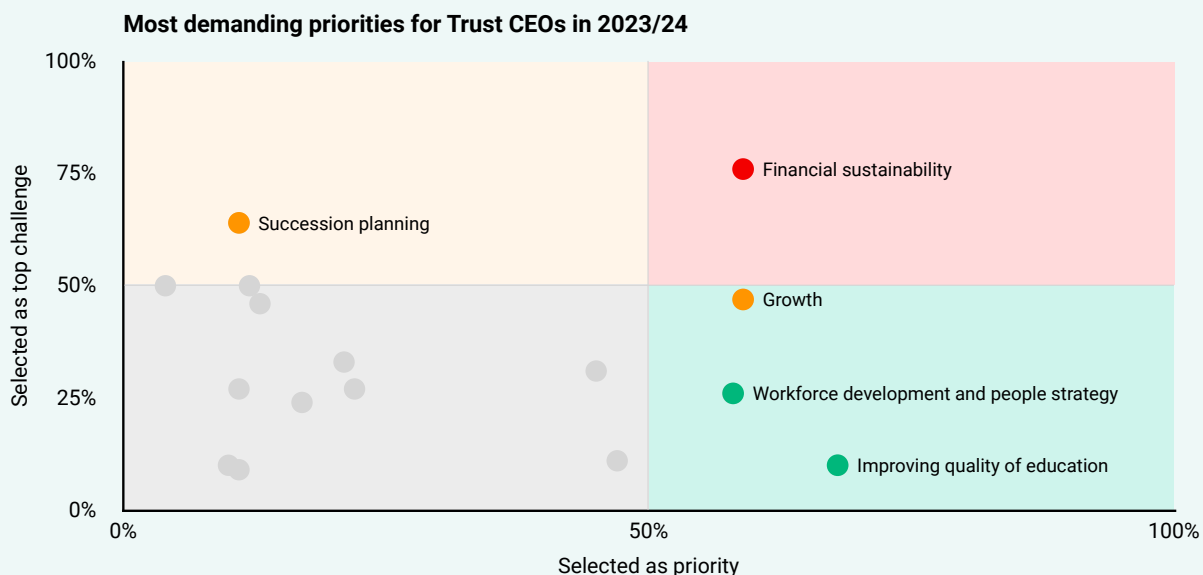 Most demanding priorities for Trust CEOs in 2023/24
100%
75%
50%
25%
0%
Selected as top challenge
Financial sustainability
Succession planning
Growth
Workforce development and people strategy
Improving quality of education
0%
50%
100%
Selected as priority